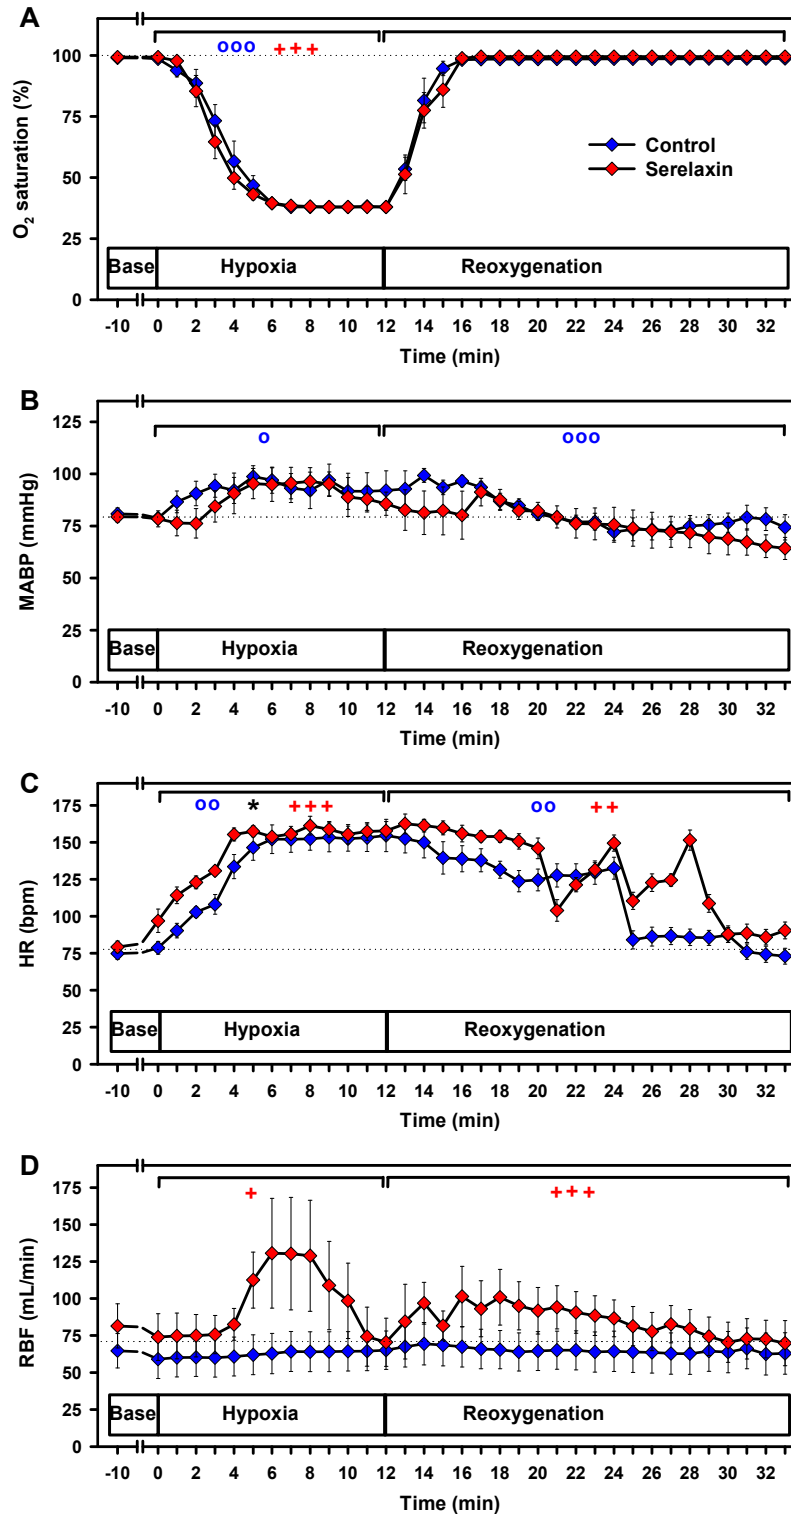 A
ooo +++
100
75
50
25
0
O2 saturation (%)
Control
Serelaxin
Base Hypoxia Reoxygenation
-10 0 2 4 6 8 10 12 14 16 18 20 22 24 26 28 30 32
Time (min)
B
o ooo
125
100
75
50
25
0
MABP (mmHg)
Base Hypoxia Reoxygenation
-10 0 2 4 6 8 10 12 14 16 18 20 22 24 26 28 30 32
Time (min)
C
oo * +++ oo ++
175
150
125
100
75
50
25
0
HR (bpm)
Base Hypoxia Reoxygenation
-10 0 2 4 6 8 10 12 14 16 18 20 22 24 26 28 30 32
Time (min)
D
+ +++
175
150
125
100
75
50
25
0
RBF (mL/min)
Base Hypoxia Reoxygenation
-10 0 2 4 6 8 10 12 14 16 18 20 22 24 26 28 30 32
Time (min)